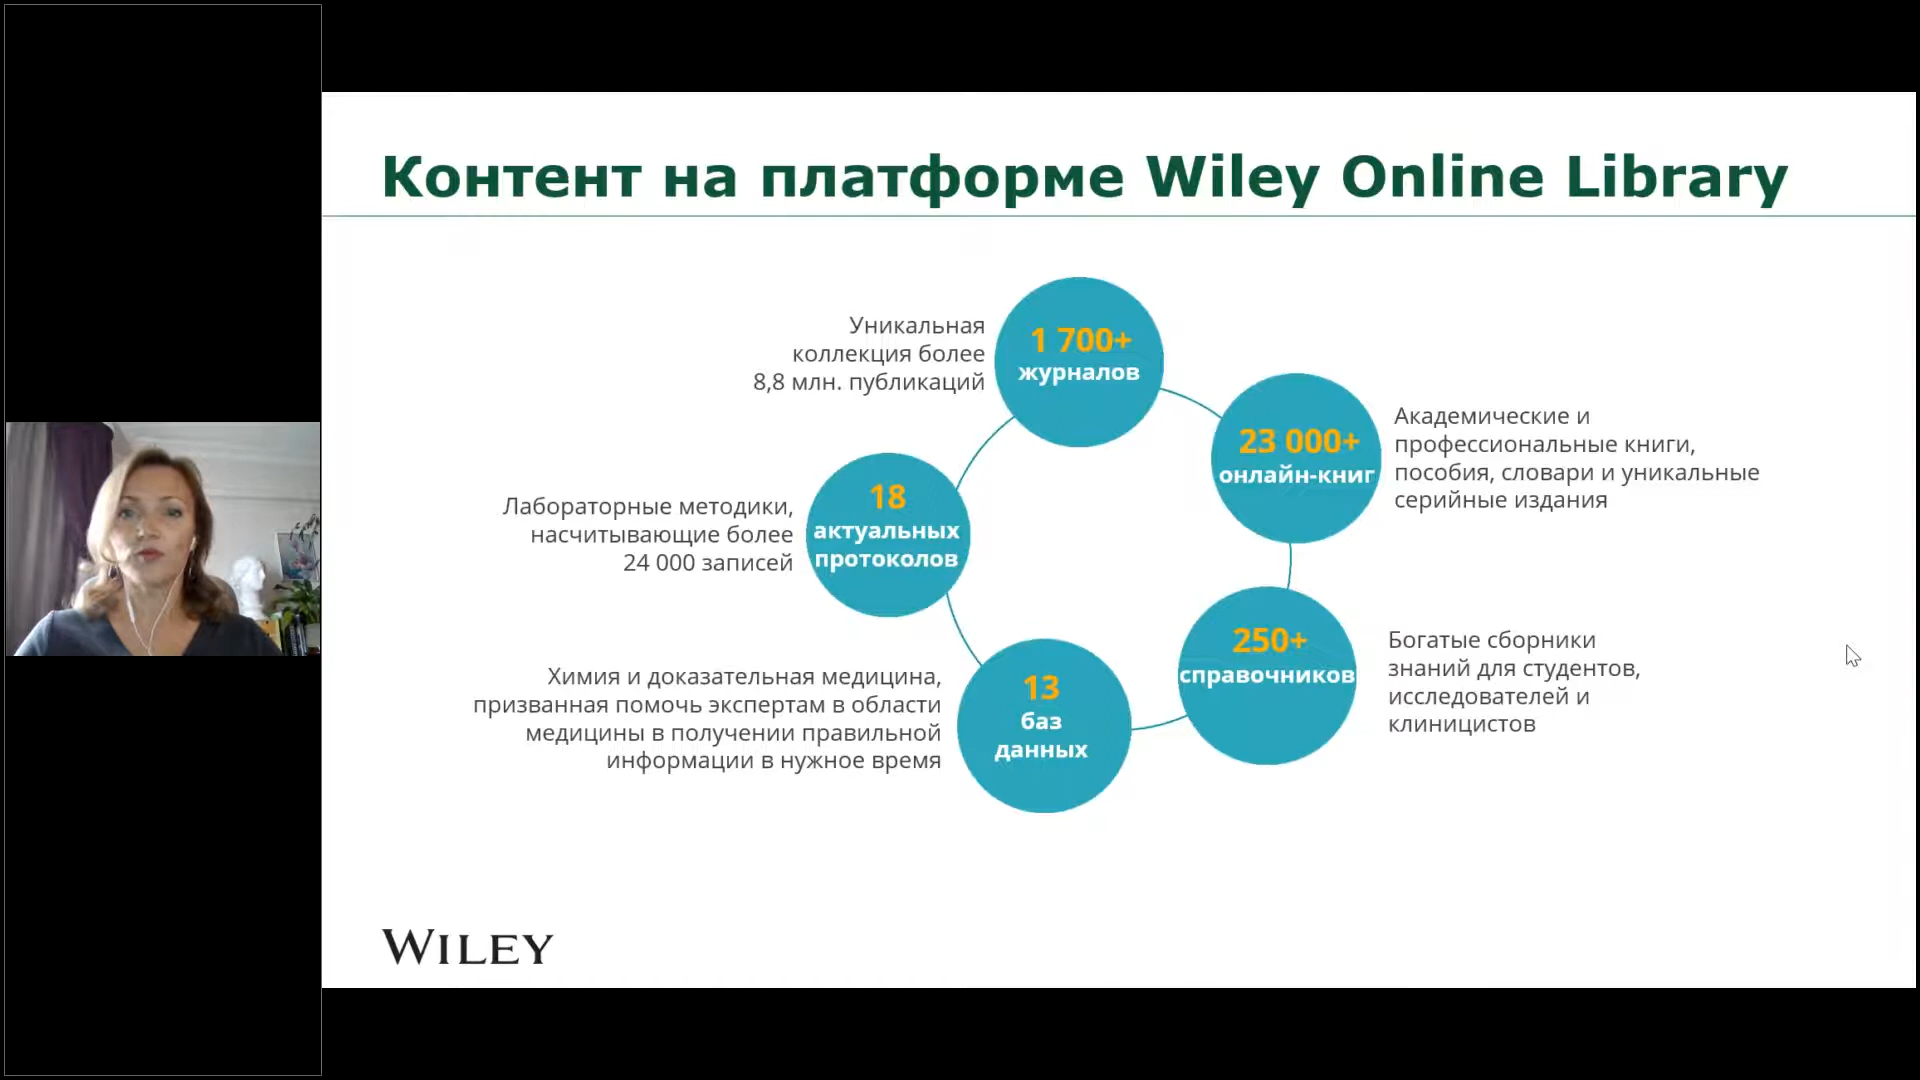 Контент на платформе Wiley Online Library
Уникальная
коллекция более
8,8 млн. публикаций
1 700+
журналов
23 000+
онлайн-книг
Академические и
профессиональные книги,
пособия, словари и уникальные
серийные издания
Лабораторные методики,
насчитывающие более
24 000 записей
18
актуальных
протоколов
250+
справочников
Богатые сборники
знаний для студентов,
исследователей и
клиницистов
Химия и доказательная медицина,
призванная помочь экспертам в области
медицины в получении правильной
информации в нужное время
13
баз
данных
WILEY